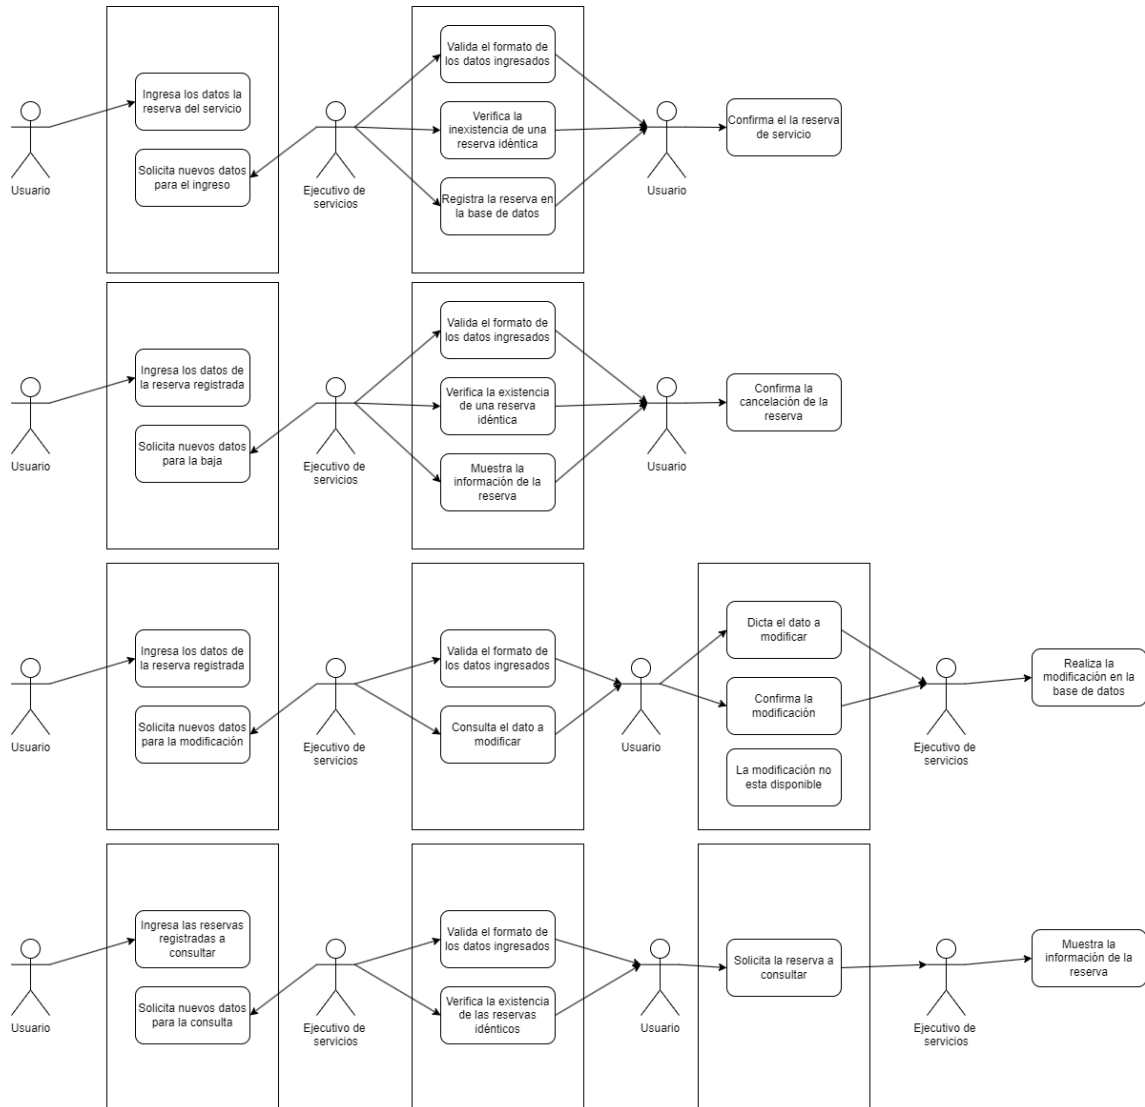 Ingresa los datos la
reserva del servicio
Solicita nuevos datos
para el ingreso
Usuario
Ejecutivo de
servicios
Valida el formato de
los datos ingresados
Verifica la
inexistencia de una
reserva idéntica
Registra la reserva en
la base de datos
Usuario
Confirma el la reserva
de servicio
Ingresa los datos de
la reserva registrada
Solicita nuevos datos
para la baja
Usuario
Ejecutivo de
servicios
Valida el formato de
los datos ingresados
Verifica la existencia
de una reserva
idéntica
Muestra la
información de la
reserva
Usuario
Confirma la
cancelación de la
reserva
Ingresa los datos de
la reserva registrada
Solicita nuevos datos
para la modificación
Usuario
Ejecutivo de
servicios
Valida el formato de
los datos ingresados
Consulta el dato a
modificar
Usuario
Dicta el dato a
modificar
Confirma la
modificación
La modificación no
esta disponible
Ejecutivo de
servicios
Realiza la
modificación en la
base de datos
Ingresa las reservas
registradas a
consultar
Solicita nuevos datos
para la consulta
Usuario
Ejecutivo de
servicios
Valida el formato de
los datos ingresados
Verifica la existencia
de las reservas
idénticos
Usuario
Solicita la reserva a
consultar
Ejecutivo de
servicios
Muestra la
información de la
reserva